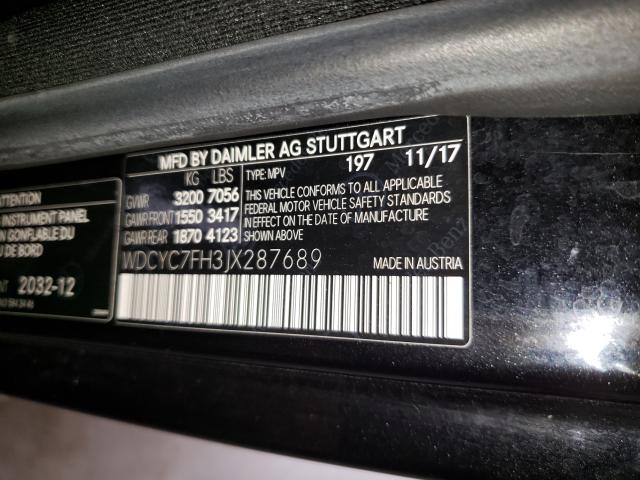 MFD BY DAIMLER AG STUTTGART
KG LBS
GVWR 3200 7056
GAWR FRONT 1550 3417
GAWR REAR 1870 4123
TYPE: MPV 197 11/17
THIS VEHICLE CONFORMS TO ALL APPLICABLE
FEDERAL MOTOR VEHICLE SAFETY STANDARDS
IN EFFECT ON THE DATE OF MANUFACTURE
SHOWN ABOVE
WDCYC7FH3JX287689
MADE IN AUSTRIA
ATTENTION
INSTRUMENT PANEL
GONFLABLE DU
DE BORD
2032-12